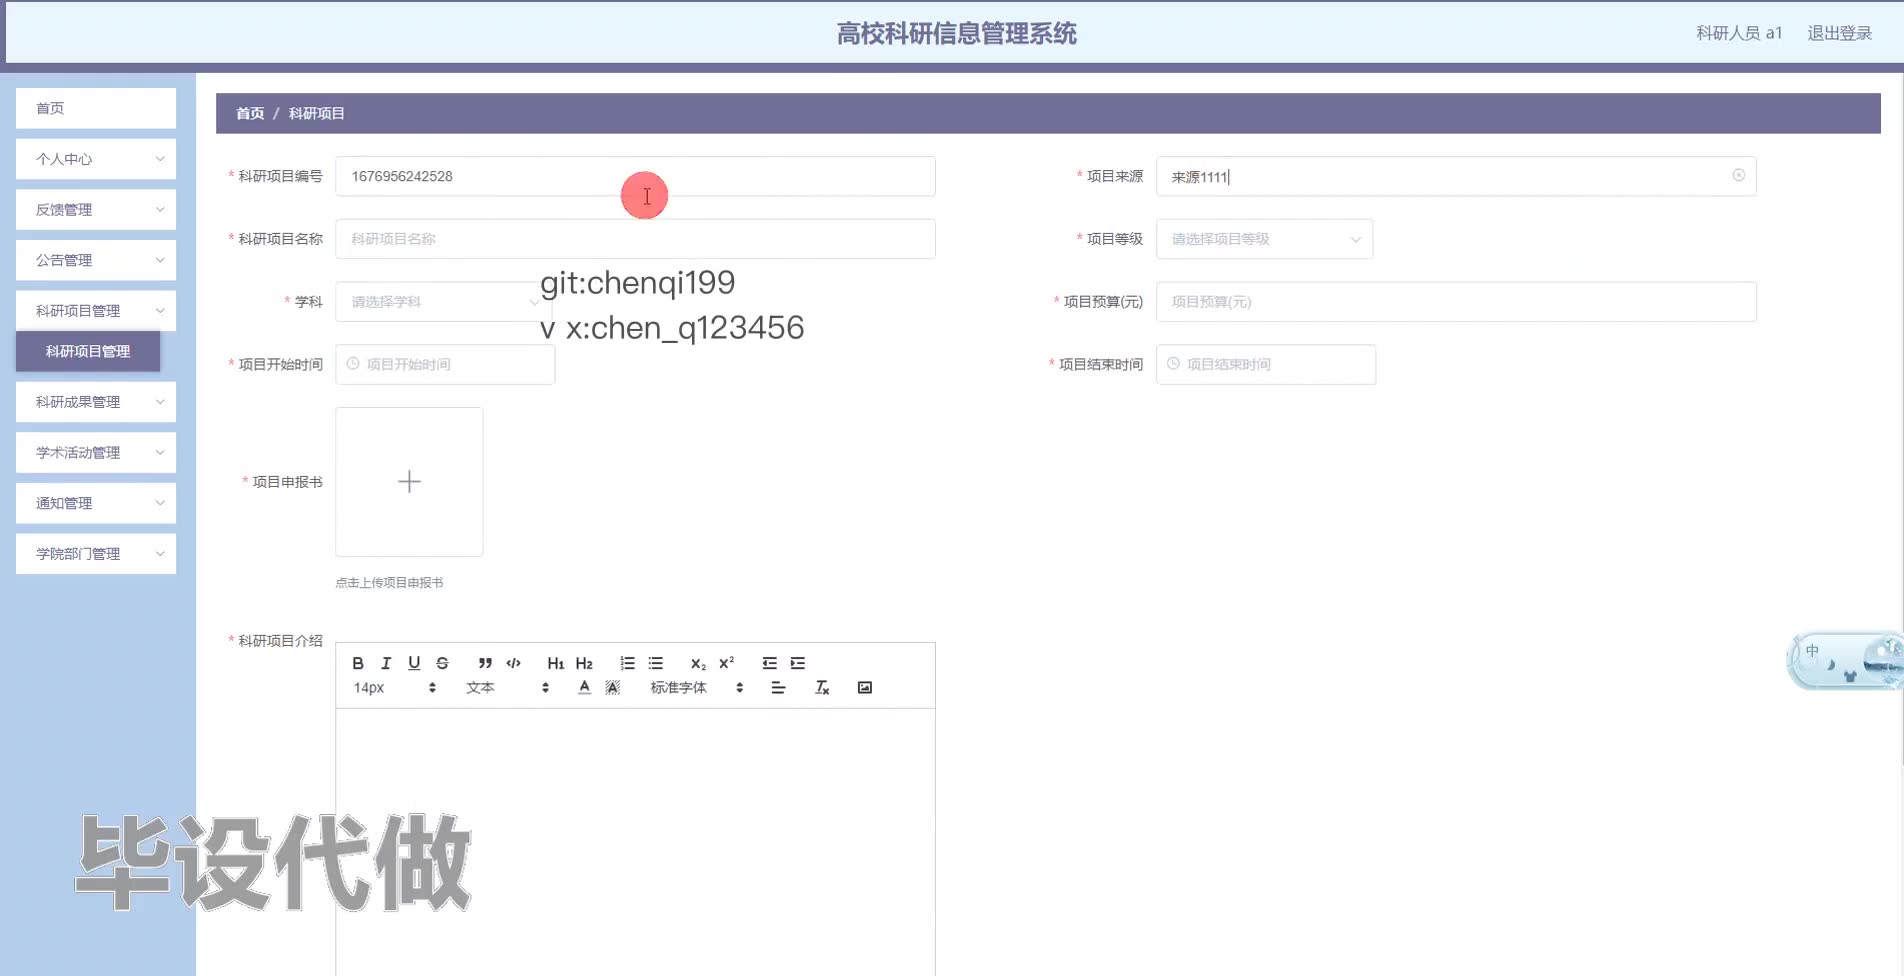 高校科研信息管理系统
科研人员 a1
退出登录
首页
个人中心
反馈管理
公告管理
科研项目管理
科研项目管理
科研成果管理
学术活动管理
通知管理
学院部门管理
首页 / 科研项目
* 科研项目编号 1676956242528
* 项目来源 来源1111
* 科研项目名称 科研项目名称
* 项目等级 请选择项目等级
git:chenqi199
* 学科 请选择学科
* 项目预算(元) 项目预算(元)
v x:chen_q123456
* 项目开始时间 项目开始时间
* 项目结束时间 项目结束时间
* 项目申报书
点击上传项目申报书
* 科研项目介绍
B I U S ” </> H1 H2 x2 x2
14px 文本 A A 标准字体 Tx
中
毕设代做